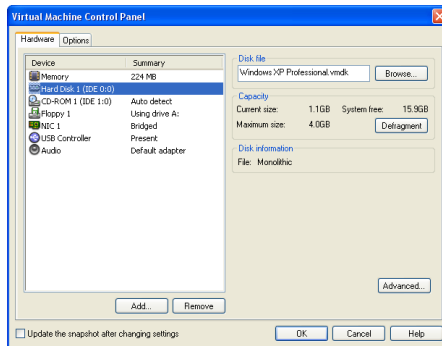 Virtual Machine Control Panel
Hardware Options
Device Summary
Memory 224 MB
Hard Disk 1 (IDE 0:0)
CD-ROM 1 (IDE 1:0) Auto detect
Floppy 1 Using drive A:
NIC 1 Bridged
USB Controller Present
Audio Default adapter
Add... Remove
Disk file
Windows XP Professional.vmdk Browse...
Capacity
Current size: 1.1GB System free: 15.9GB
Maximum size: 4.0GB Defragment
Disk information
File: Monolithic
Advanced...
Update the snapshot after changing settings
OK Cancel Help